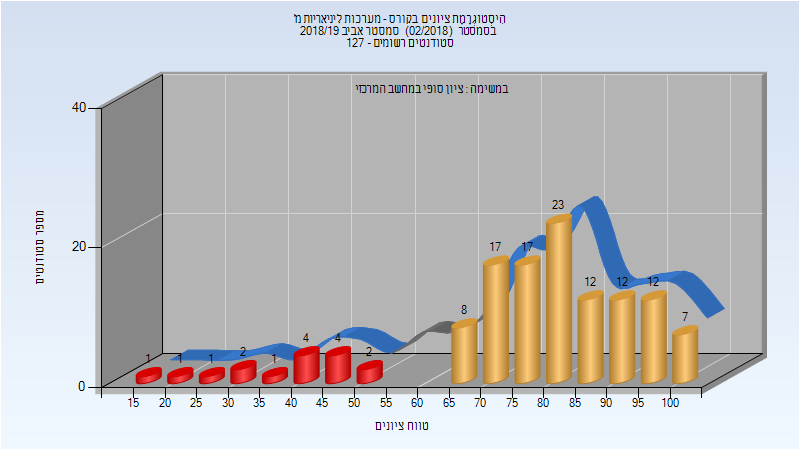 היסטוגרמת ציונים בקורס - מערכות ליניאריות מ'
בסמסטר (02/2018) סמסטר אביב 2018/19
סטודנטים רשומים - 127
במשימה : ציון סופי במחשב המרכזי
מספר סטודנטים
40
20
0
1 1 1 2 1 4 4 2 8 17 17 23 12 12 12 7
15 20 25 30 35 40 45 50 55 60 65 70 75 80 85 90 95 100
טווח ציונים